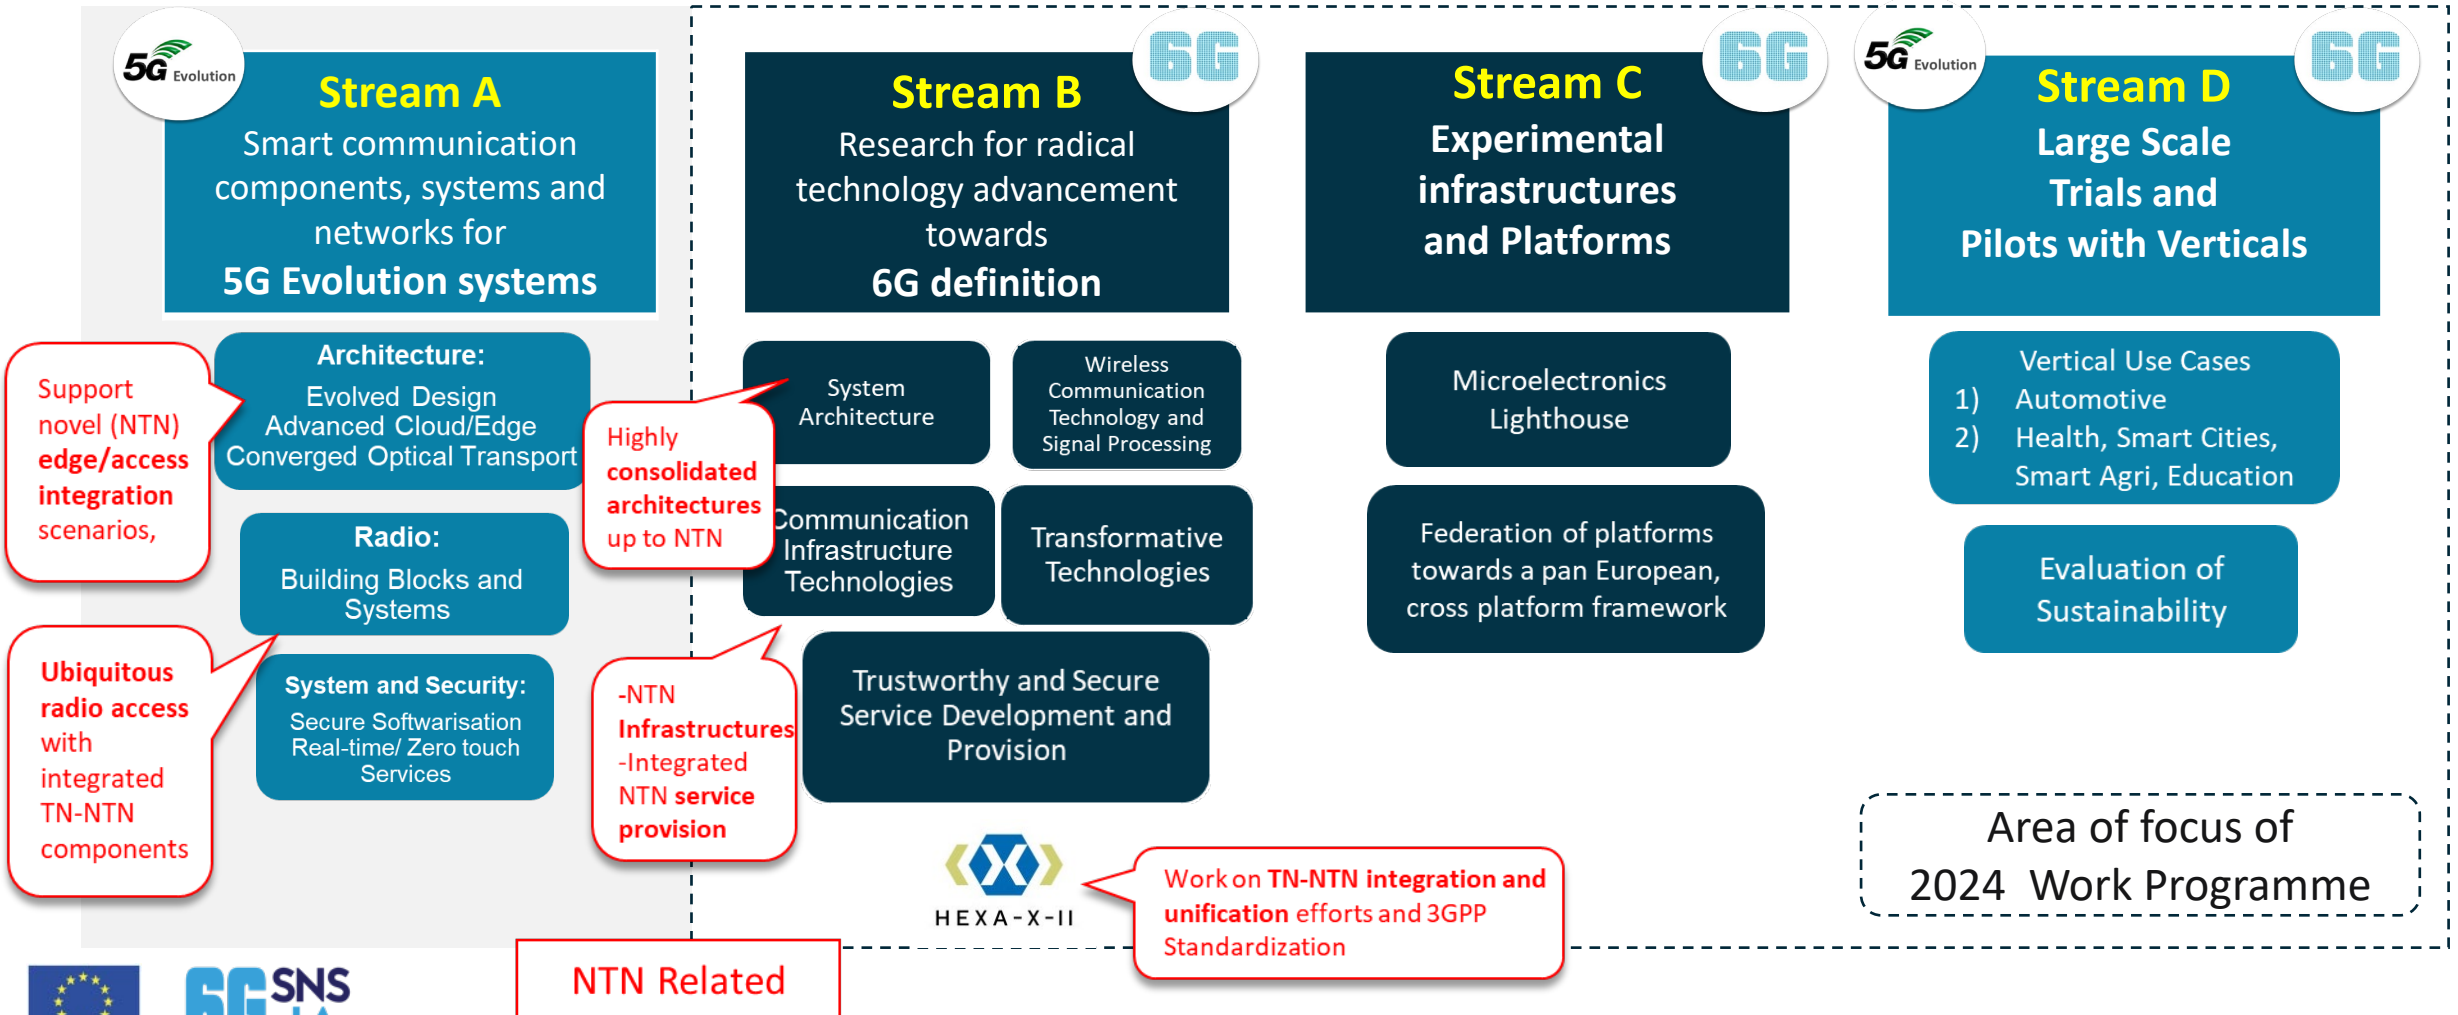 5G Evolution
Stream A
Smart communication
components, systems and
networks for
5G Evolution systems
Architecture:
Evolved Design
Advanced Cloud/Edge
Converged Optical Transport
Support
novel (NTN)
edge/access
integration
scenarios,
Radio:
Building Blocks and
Systems
Ubiquitous
radio access
with
integrated
TN-NTN
components
System and Security:
Secure Softwarisation
Real-time/ Zero touch
Services
6G
Stream B
Research for radical
technology advancement
towards
6G definition
System
Architecture
Wireless
Communication
Technology and
Signal Processing
Highly
consolidated
architectures
up to NTN
Communication
Infrastructure
Technologies
Transformative
Technologies
-NTN
Infrastructures
-Integrated
NTN service
provision
Trustworthy and Secure
Service Development and
Provision
HEXA-X-II
Work on TN-NTN integration and
unification efforts and 3GPP
Standardization
6G
Stream C
Experimental
infrastructures
and Platforms
Microelectronics
Lighthouse
Federation of platforms
towards a pan European,
cross platform framework
5G Evolution
6G
Stream D
Large Scale
Trials and
Pilots with Verticals
Vertical Use Cases
1) Automotive
2) Health, Smart Cities,
Smart Agri, Education
Evaluation of
Sustainability
Area of focus of
2024 Work Programme
6G SNS
NTN Related